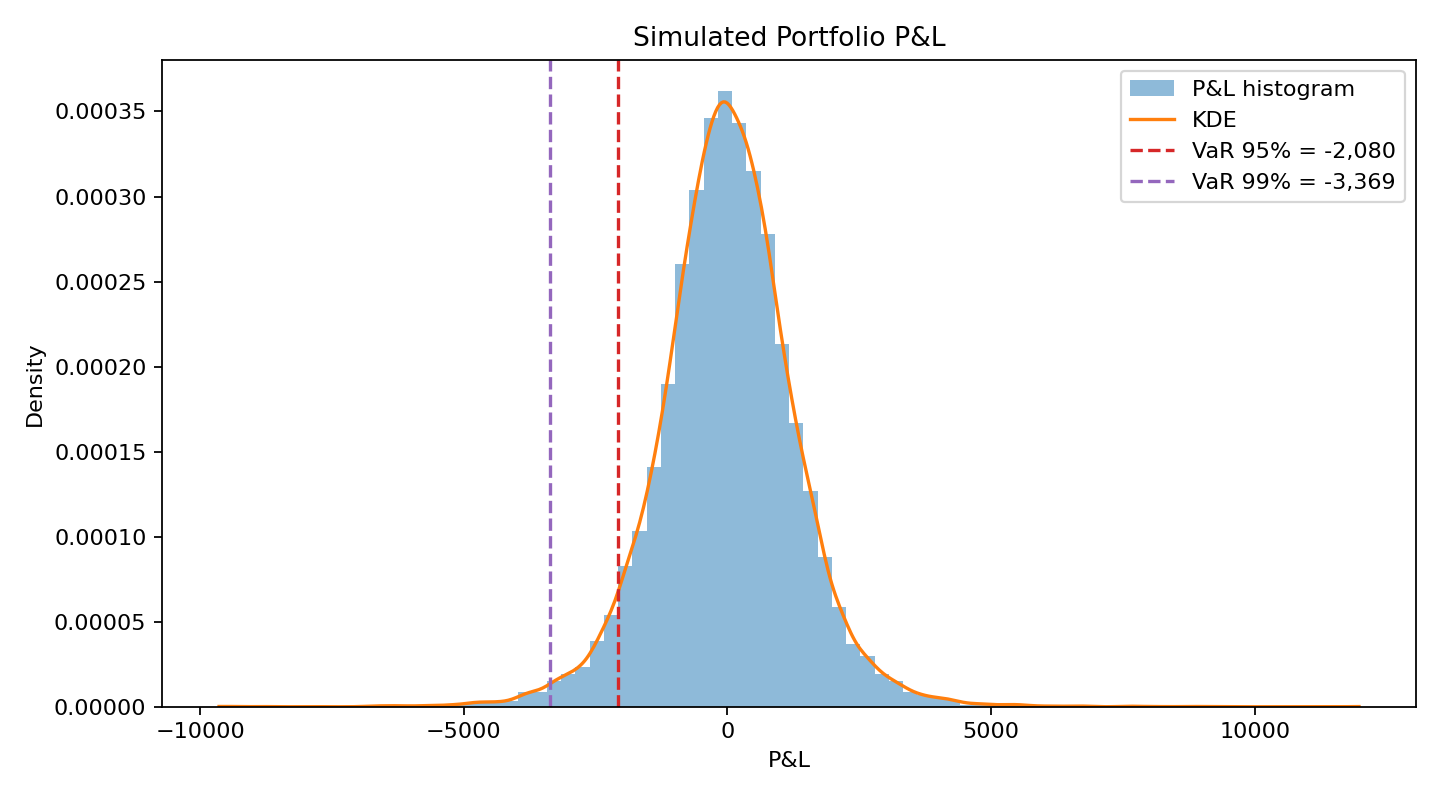 Simulated Portfolio P&L
P&L histogram
KDE
VaR 95% = -2,080
VaR 99% = -3,369
Density
0.00035
0.00030
0.00025
0.00020
0.00015
0.00010
0.00005
0.00000
−10000
−5000
0
5000
10000
P&L